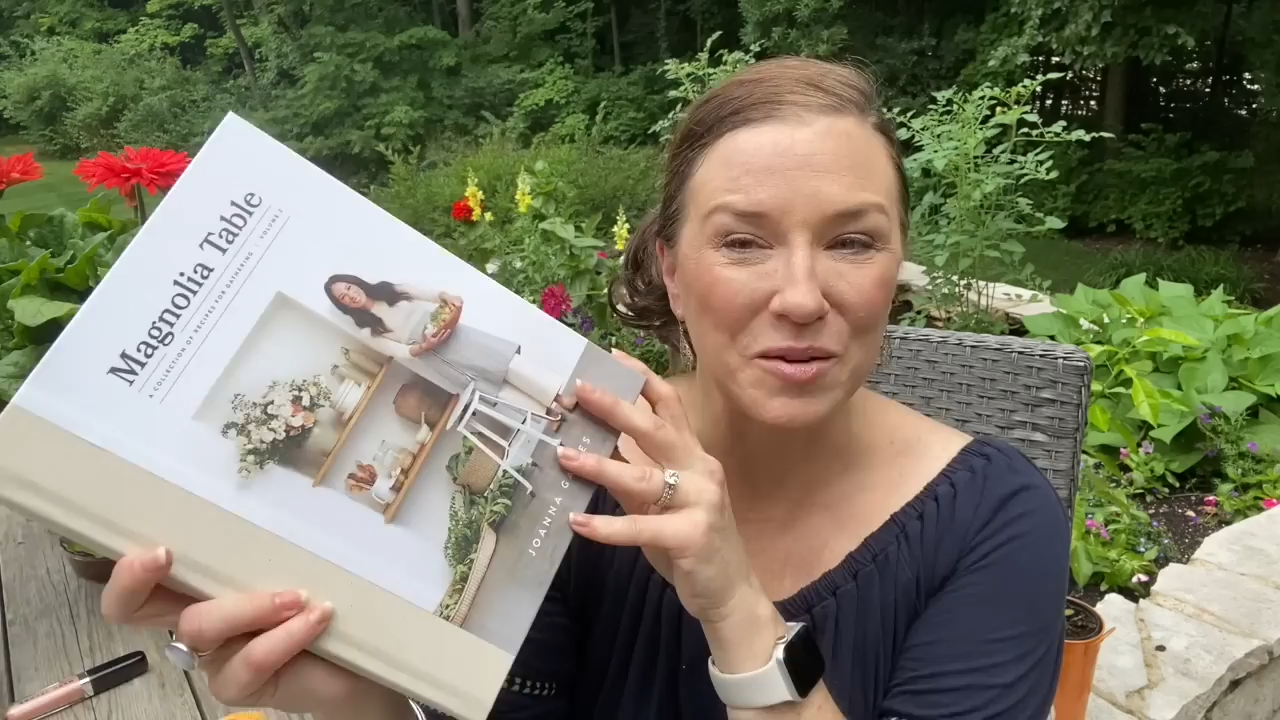 Magnolia Table
A COLLECTION OF RECIPES FOR GATHERING | VOLUME 2
JOANNA